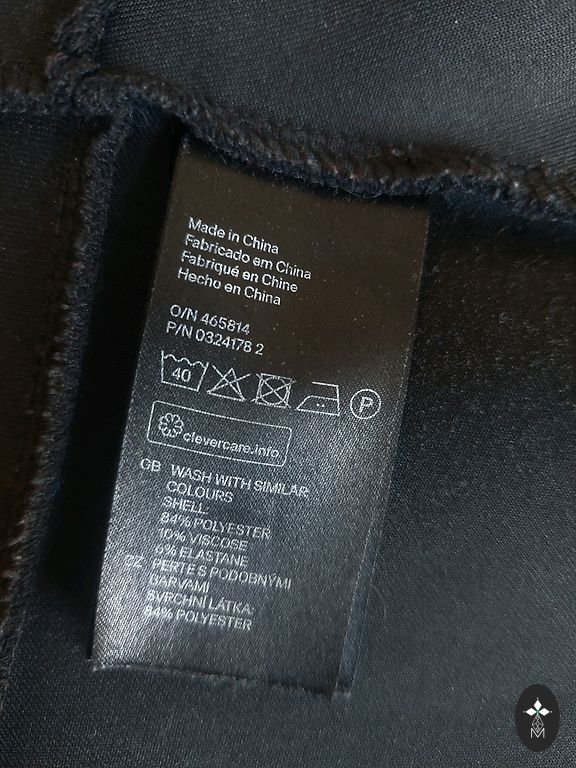 Made in China
Fabricado em China
Fabriqué en Chine
Hecho en China
O/N 465814
P/N 0324178 2
40
P
clevercare.info
GB WASH WITH SIMILAR
COLOURS
SHELL:
84% POLYESTER
10% VISCOSE
6% ELASTANE
CZ PERTE S PODOBNÝMI
BARVAMI
SVRCHNÍ LÁTKA:
84% POLYESTER
M